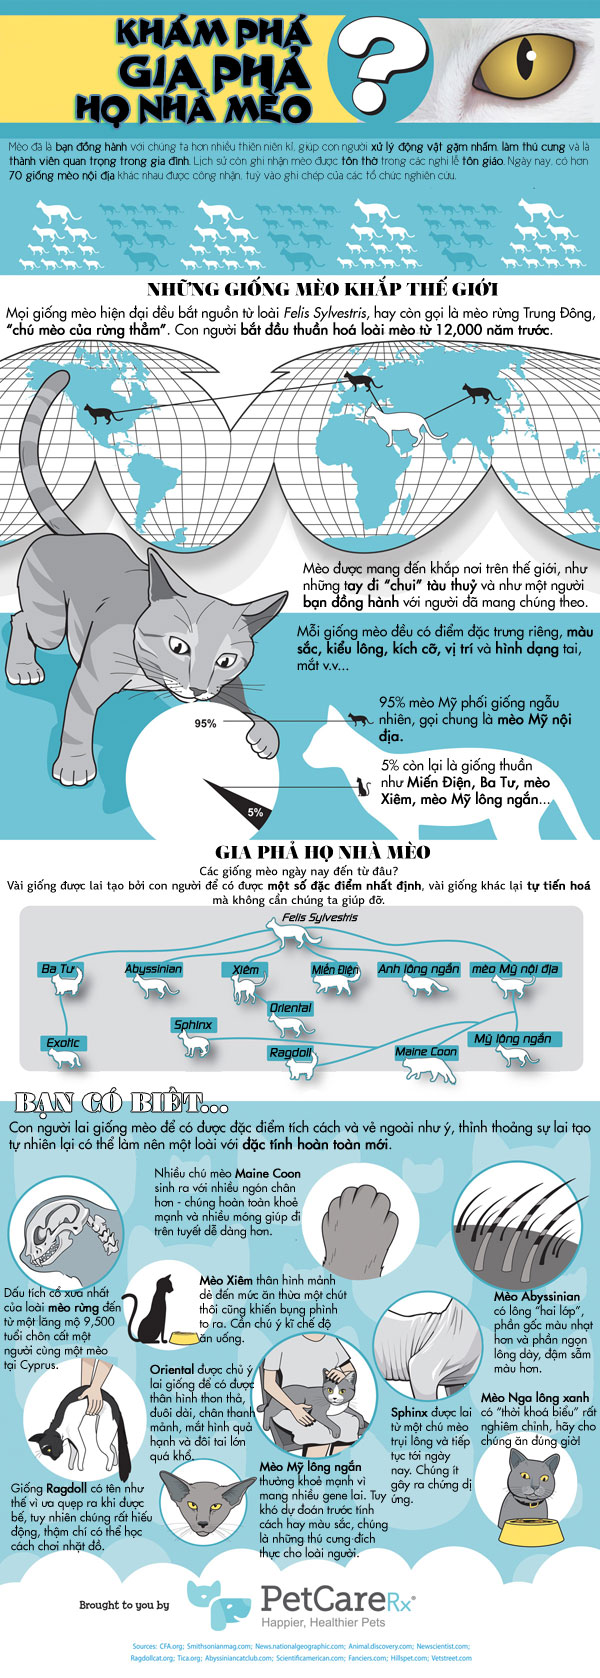 KHÁM PHÁ
GIA PHẢ
HỌ NHÀ MÈO
?
Mèo đã là bạn đồng hành với chúng ta hơn nhiều thiên niên kỉ, giúp con người xử lý động vật gặm nhấm, làm thú cưng và là
thành viên quan trọng trong gia đình. Lịch sử còn ghi nhận mèo được tôn thờ trong các nghi lễ tôn giáo. Ngày nay, có hơn
70 giống mèo nội địa khác nhau được công nhận, tuỳ vào ghi chép của các tổ chức nghiên cứu.
NHỮNG GIỐNG MÈO KHẮP THẾ GIỚI
Mọi giống mèo hiện đại đều bắt nguồn từ loài Felis Sylvestris, hay còn gọi là mèo rừng Trung Đông,
“chú mèo của rừng thẳm”. Con người bắt đầu thuần hoá loài mèo từ 12,000 năm trước.
Mèo được mang đến khắp nơi trên thế giới, như
những tay đi “chui” tàu thuỷ và như một người
bạn đồng hành với người đã mang chúng theo.
Mỗi giống mèo đều có điểm đặc trưng riêng, màu
sắc, kiểu lông, kích cỡ, vị trí và hình dạng tai,
mắt v.v...
95%
95% mèo Mỹ phối giống ngẫu
nhiên, gọi chung là mèo Mỹ nội
địa.
5%
5% còn lại là giống thuần
như Miến Điện, Ba Tư, mèo
Xiêm, mèo Mỹ lông ngắn...
GIA PHẢ HỌ NHÀ MÈO
Các giống mèo ngày nay đến từ đâu?
Vài giống được lai tạo bởi con người để có được một số đặc điểm nhất định, vài giống khác lại tự tiến hoá
mà không cần chúng ta giúp đỡ.
Felis Sylvestris
Ba Tư
Abyssinian
Xiêm
Miến Điện
Anh lông ngắn
mèo Mỹ nội địa
Oriental
Sphinx
Exotic
Ragdoll
Maine Coon
Mỹ lông ngắn
BẠN CÓ BIẾT...
Con người lai giống mèo để có được đặc điểm tích cách và vẻ ngoài như ý, thỉnh thoảng sự lai tạo
tự nhiên lại có thể làm nên một loài với đặc tính hoàn toàn mới.
Nhiều chú mèo Maine Coon
sinh ra với nhiều ngón chân
hơn - chúng hoàn toàn khoẻ
mạnh và nhiều móng giúp đi
trên tuyết dễ dàng hơn.
Dấu tích cổ xưa nhất
của loài mèo rừng đến
từ một lăng mộ 9,500
tuổi chôn cất một
người cùng một mèo
tại Cyprus.
Mèo Xiêm thân hình mảnh
dẻ đến mức ăn thừa một chút
thôi cũng khiến bụng phình
to ra. Cần chú ý kĩ chế độ
ăn uống.
Mèo Abyssinian
có lông “hai lớp”,
phần gốc màu nhạt
hơn và phần ngọn
lông dày, đậm sẫm
màu hơn.
Oriental được chủ ý
lai giống để có được
thân hình thon thả,
đuôi dài, chân thanh
mảnh, mắt hình quả
hạnh và đôi tai lớn
quá khổ.
Sphinx được lai
từ một chú mèo
trụi lông và tiếp
tục tới ngày
nay. Chúng ít
gây ra chứng dị
ứng.
Mèo Nga lông xanh
có “thời khoá biểu” rất
nghiêm chỉnh, hãy cho
chúng ăn đúng giờ!
Giống Ragdoll có tên như
thế vì ưa quẹp ra khi được
bế, tuy nhiên chúng rất hiếu
động, thậm chí có thể học
cách chơi nhặt đồ.
Mèo Mỹ lông ngắn
thường khoẻ mạnh vì
mang nhiều gene lai. Tuy
khó dự đoán trước tính
cách hay màu sắc, chúng
là những thú cưng đích
thực cho loài người.
Brought to you by
PetCareRx®
Happier, Healthier Pets
Sources: CFA.org; Smithsonianmag.com; News.nationalgeographic.com; Animal.discovery.com; Newscientist.com;
Ragdollcat.org; Tica.org; Abyssiniancatclub.com; Scientificamerican.com; Fanciers.com; Hillspet.com; Vetstreet.com